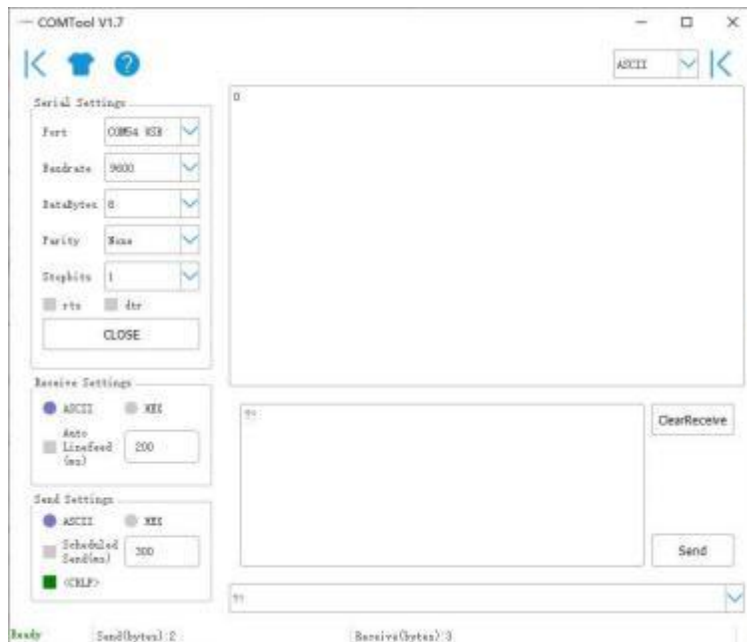 COMTool V1.7
ASCII
Serial Settings
0
Port COM54 USB
Baudrate 9600
DataBytes 8
Parity None
Stopbits 1
rts dtr
CLOSE
Receive Settings
ASCII HEX
Auto Linefeed (ms) 200
ClearReceive
Send Settings
ASCII HEX
Scheduled Send(ms) 300
Send
<CRLF>
Ready Send(bytes):2 Receive(bytes):3